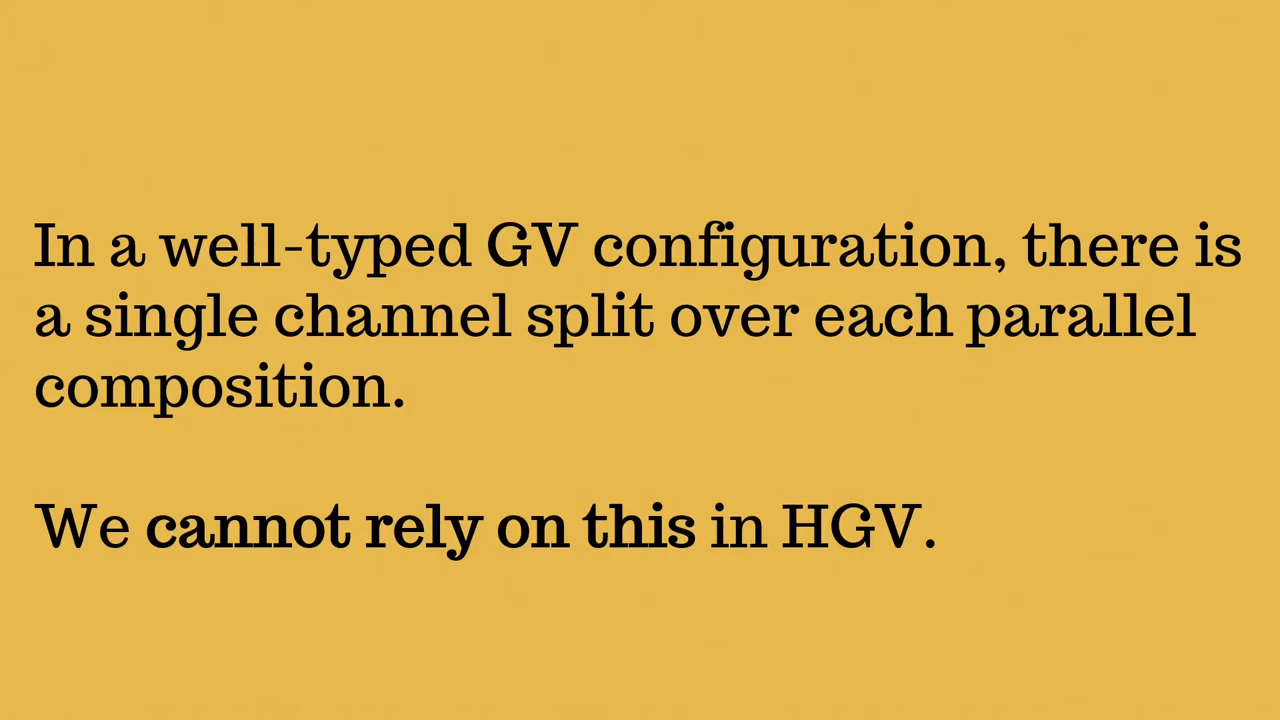 In a well-typed GV configuration, there is
a single channel split over each parallel
composition.
We cannot rely on this in HGV.